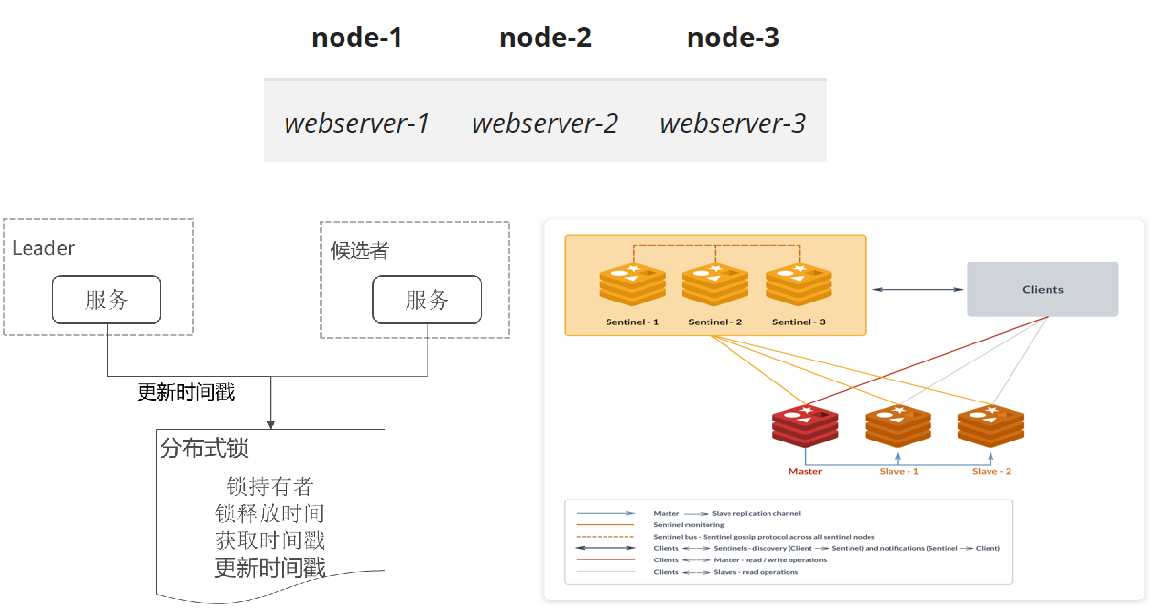 node-1 node-2 node-3
webserver-1 webserver-2 webserver-3
Leader
服务
候选者
服务
更新时间戳
分布式锁
锁持有者
锁释放时间
获取时间戳
更新时间戳
Sentinel - 1 Sentinel - 2 Sentinel - 3
Clients
Master Slave - 1 Slave - 2
Master Slave replication channel
Sentinel monitoring
Sentinel bus - Sentinel gossip protocol across all sentinel nodes
Clients Sentinels - discovery (Client Sentinel) and notifications (Sentinel Client)
Clients Master - read /write operations
Clients Slaves - read operations